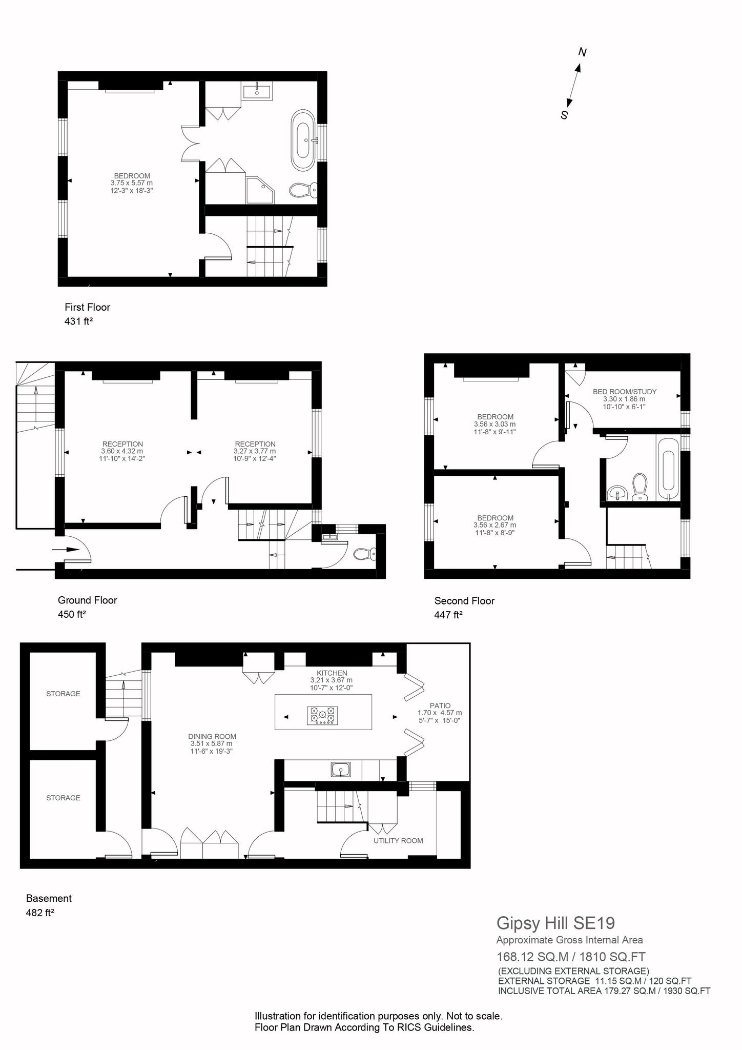 N
S
BEDROOM
3.75 x 5.57 m
12'-3" x 18'-3"
First Floor
431 ft²
RECEPTION
3.60 x 4.32 m
11'-10" x 14'-2"
RECEPTION
3.27 x 3.77 m
10'-9" x 12'-4"
Ground Floor
450 ft²
BEDROOM
3.56 x 3.03 m
11'-8" x 9'-11"
BED ROOM/STUDY
3.30 x 1.86 m
10'-10" x 6'-1"
BEDROOM
3.56 x 2.67 m
11'-8" x 8'-9"
Second Floor
447 ft²
STORAGE
STORAGE
DINING ROOM
3.51 x 5.87 m
11'-6" x 19'-3"
KITCHEN
3.21 x 3.67 m
10'-7" x 12'-0"
PATIO
1.70 x 4.57 m
5'-7" x 15'-0"
UTILITY ROOM
Basement
482 ft²
Gipsy Hill SE19
Approximate Gross Internal Area
168.12 SQ.M / 1810 SQ.FT
(EXCLUDING EXTERNAL STORAGE)
EXTERNAL STORAGE 11.15 SQ.M / 120 SQ.FT
INCLUSIVE TOTAL AREA 179.27 SQ.M / 1930 SQ.FT
Illustration for identification purposes only. Not to scale.
Floor Plan Drawn According To RICS Guidelines.